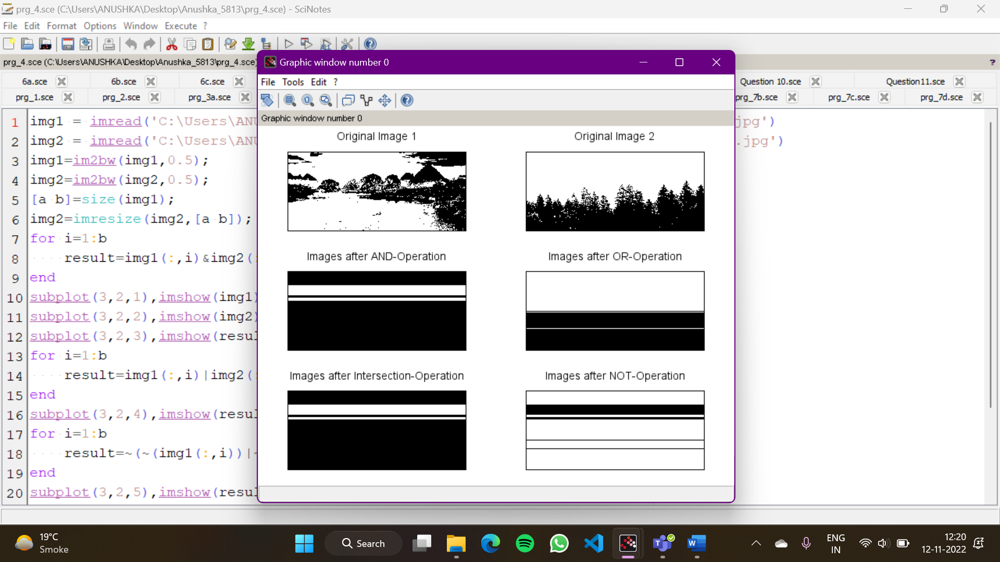 prg_4.sce (C:\Users\ANUSHKA\Desktop\Anushka_5813\prg_4.sce) - SciNotes
File Edit Format Options Window Execute ?
prg_4.sce (C:\Users\ANUSHKA\Desktop\Anushka_5813\prg_4.sce)
?
6a.sce 6b.sce 6c.sce Question 10.sce Question11.sce
prg_1.sce prg_2.sce prg_3a.sce prg_7b.sce prg_7c.sce prg_7d.sce
1 img1 = imread('C:\Users\ANU jpg')
2 img2 = imread('C:\Users\ANU .jpg')
3 img1=im2bw(img1,0.5);
4 img2=im2bw(img2,0.5);
5 [a b]=size(img1);
6 img2=imresize(img2,[a b]);
7 for i=1:b
8 result=img1(:,i)&img2(:
9 end
10 subplot(3,2,1),imshow(img1)
11 subplot(3,2,2),imshow(img2)
12 subplot(3,2,3),imshow(resul
13 for i=1:b
14 result=img1(:,i)|img2(:
15 end
16 subplot(3,2,4),imshow(resul
17 for i=1:b
18 result=~(~(img1(:,i))|~
19 end
20 subplot(3,2,5),imshow(resul
Graphic window number 0
File Tools Edit ?
Graphic window number 0
Original Image 1
Original Image 2
Images after AND-Operation
Images after OR-Operation
Images after Intersection-Operation
Images after NOT-Operation
19°C
Smoke
Search
ENG
IN
12:20
12-11-2022